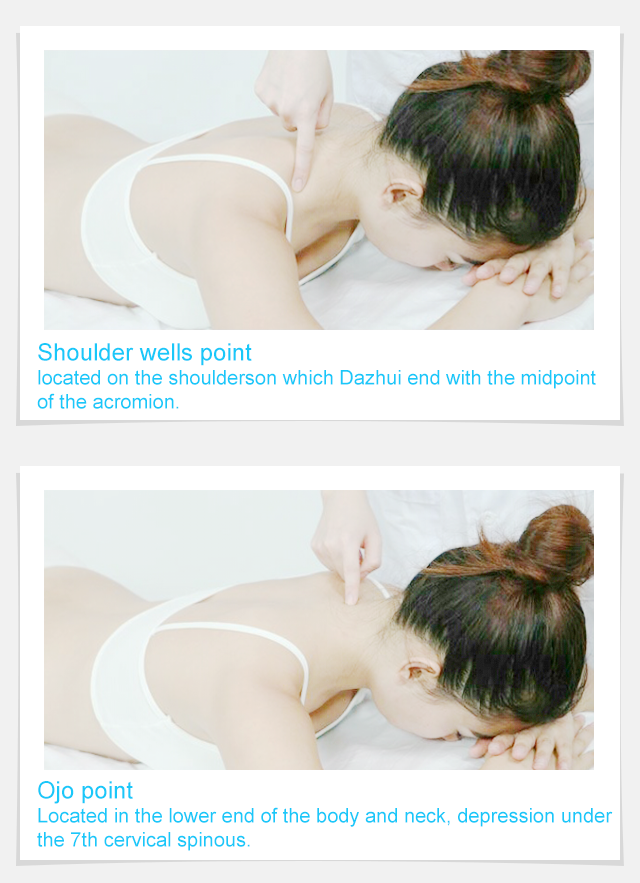 Shoulder wells point
located on the shoulderson which Dazhui end with the midpoint
of the acromion.
Ojo point
Located in the lower end of the body and neck, depression under
the 7th cervical spinous.